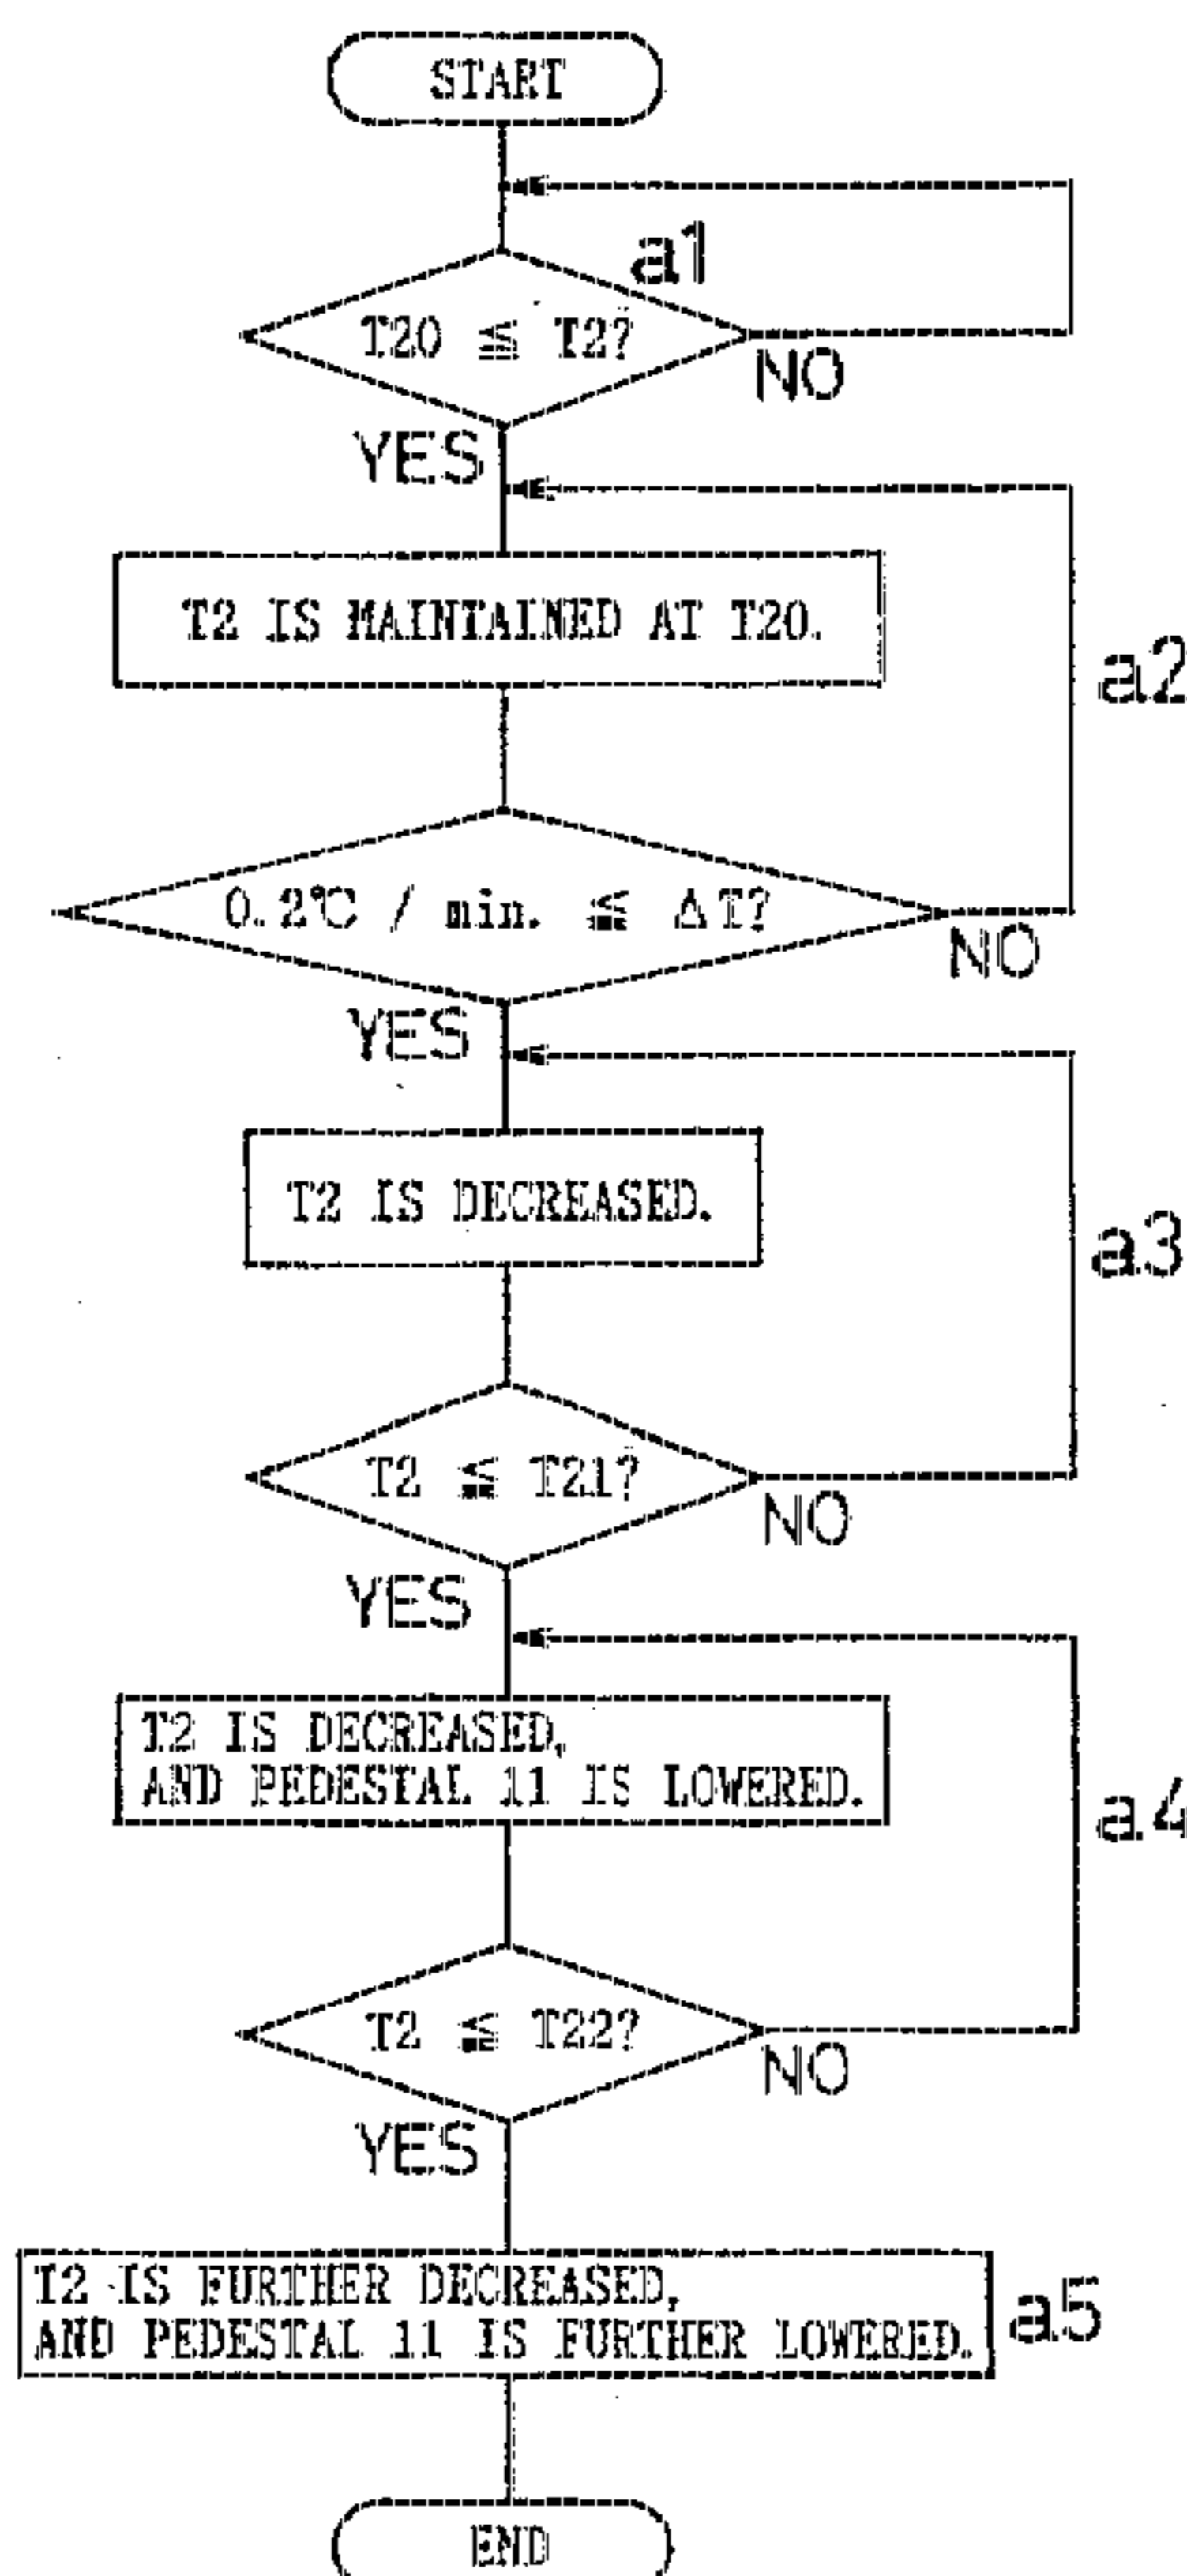 START
a1
T20 ≦ T2?
NO
YES
T2 IS MAINTAINED AT T20.
a2
0.2℃ / min. ≦ ΔT?
NO
YES
T2 IS DECREASED.
a3
T2 ≦ T21?
NO
YES
T2 IS DECREASED,
AND PEDESTAL 11 IS LOWERED.
a4
T2 ≦ T22?
NO
YES
T2 IS FURTHER DECREASED,
AND PEDESTAL 11 IS FURTHER LOWERED.
a5
END